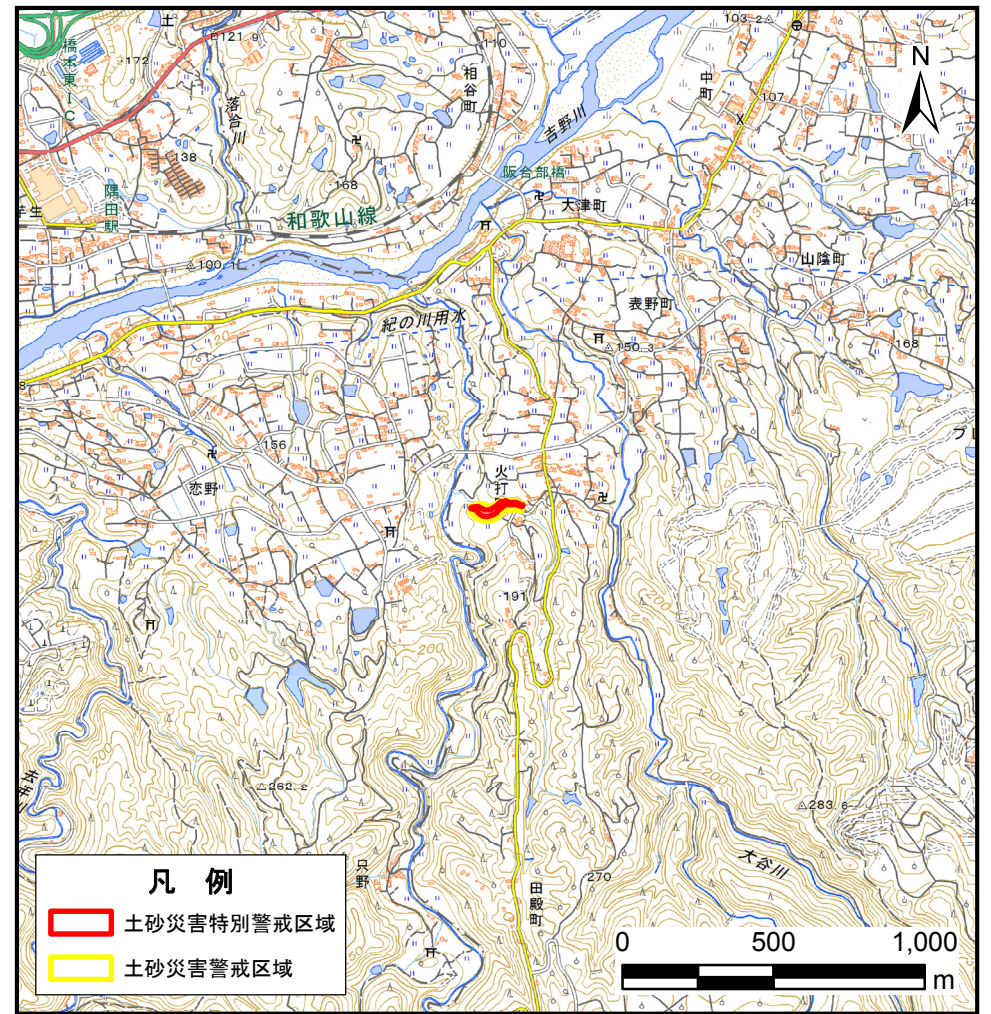 土
121.9
橋本東IC
172
落合川
110
相谷町
103.2
中町
107
N
吉野川
138
168
阪合部橋
隅田駅
芋生
和歌山線
大津町
100.1
山陰町
表野町
紀の川用水
150.3
168
156
恋野
火打
191
200
200
262.2
283.6
大谷川
只野
田殿町
270
凡 例
土砂災害特別警戒区域
土砂災害警戒区域
0 500 1,000
m